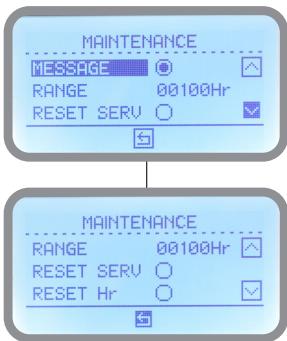 MAINTENANCE
MESSAGE
RANGE 00100Hr
RESET SERV
MAINTENANCE
RANGE 00100Hr
RESET SERV
RESET Hr